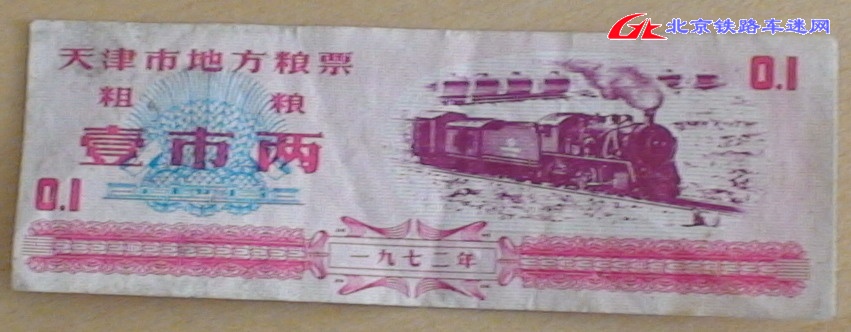 北京铁路车迷网
天津市地方粮票
0.1
粗 粮
壹市两
0.1
一九七二年